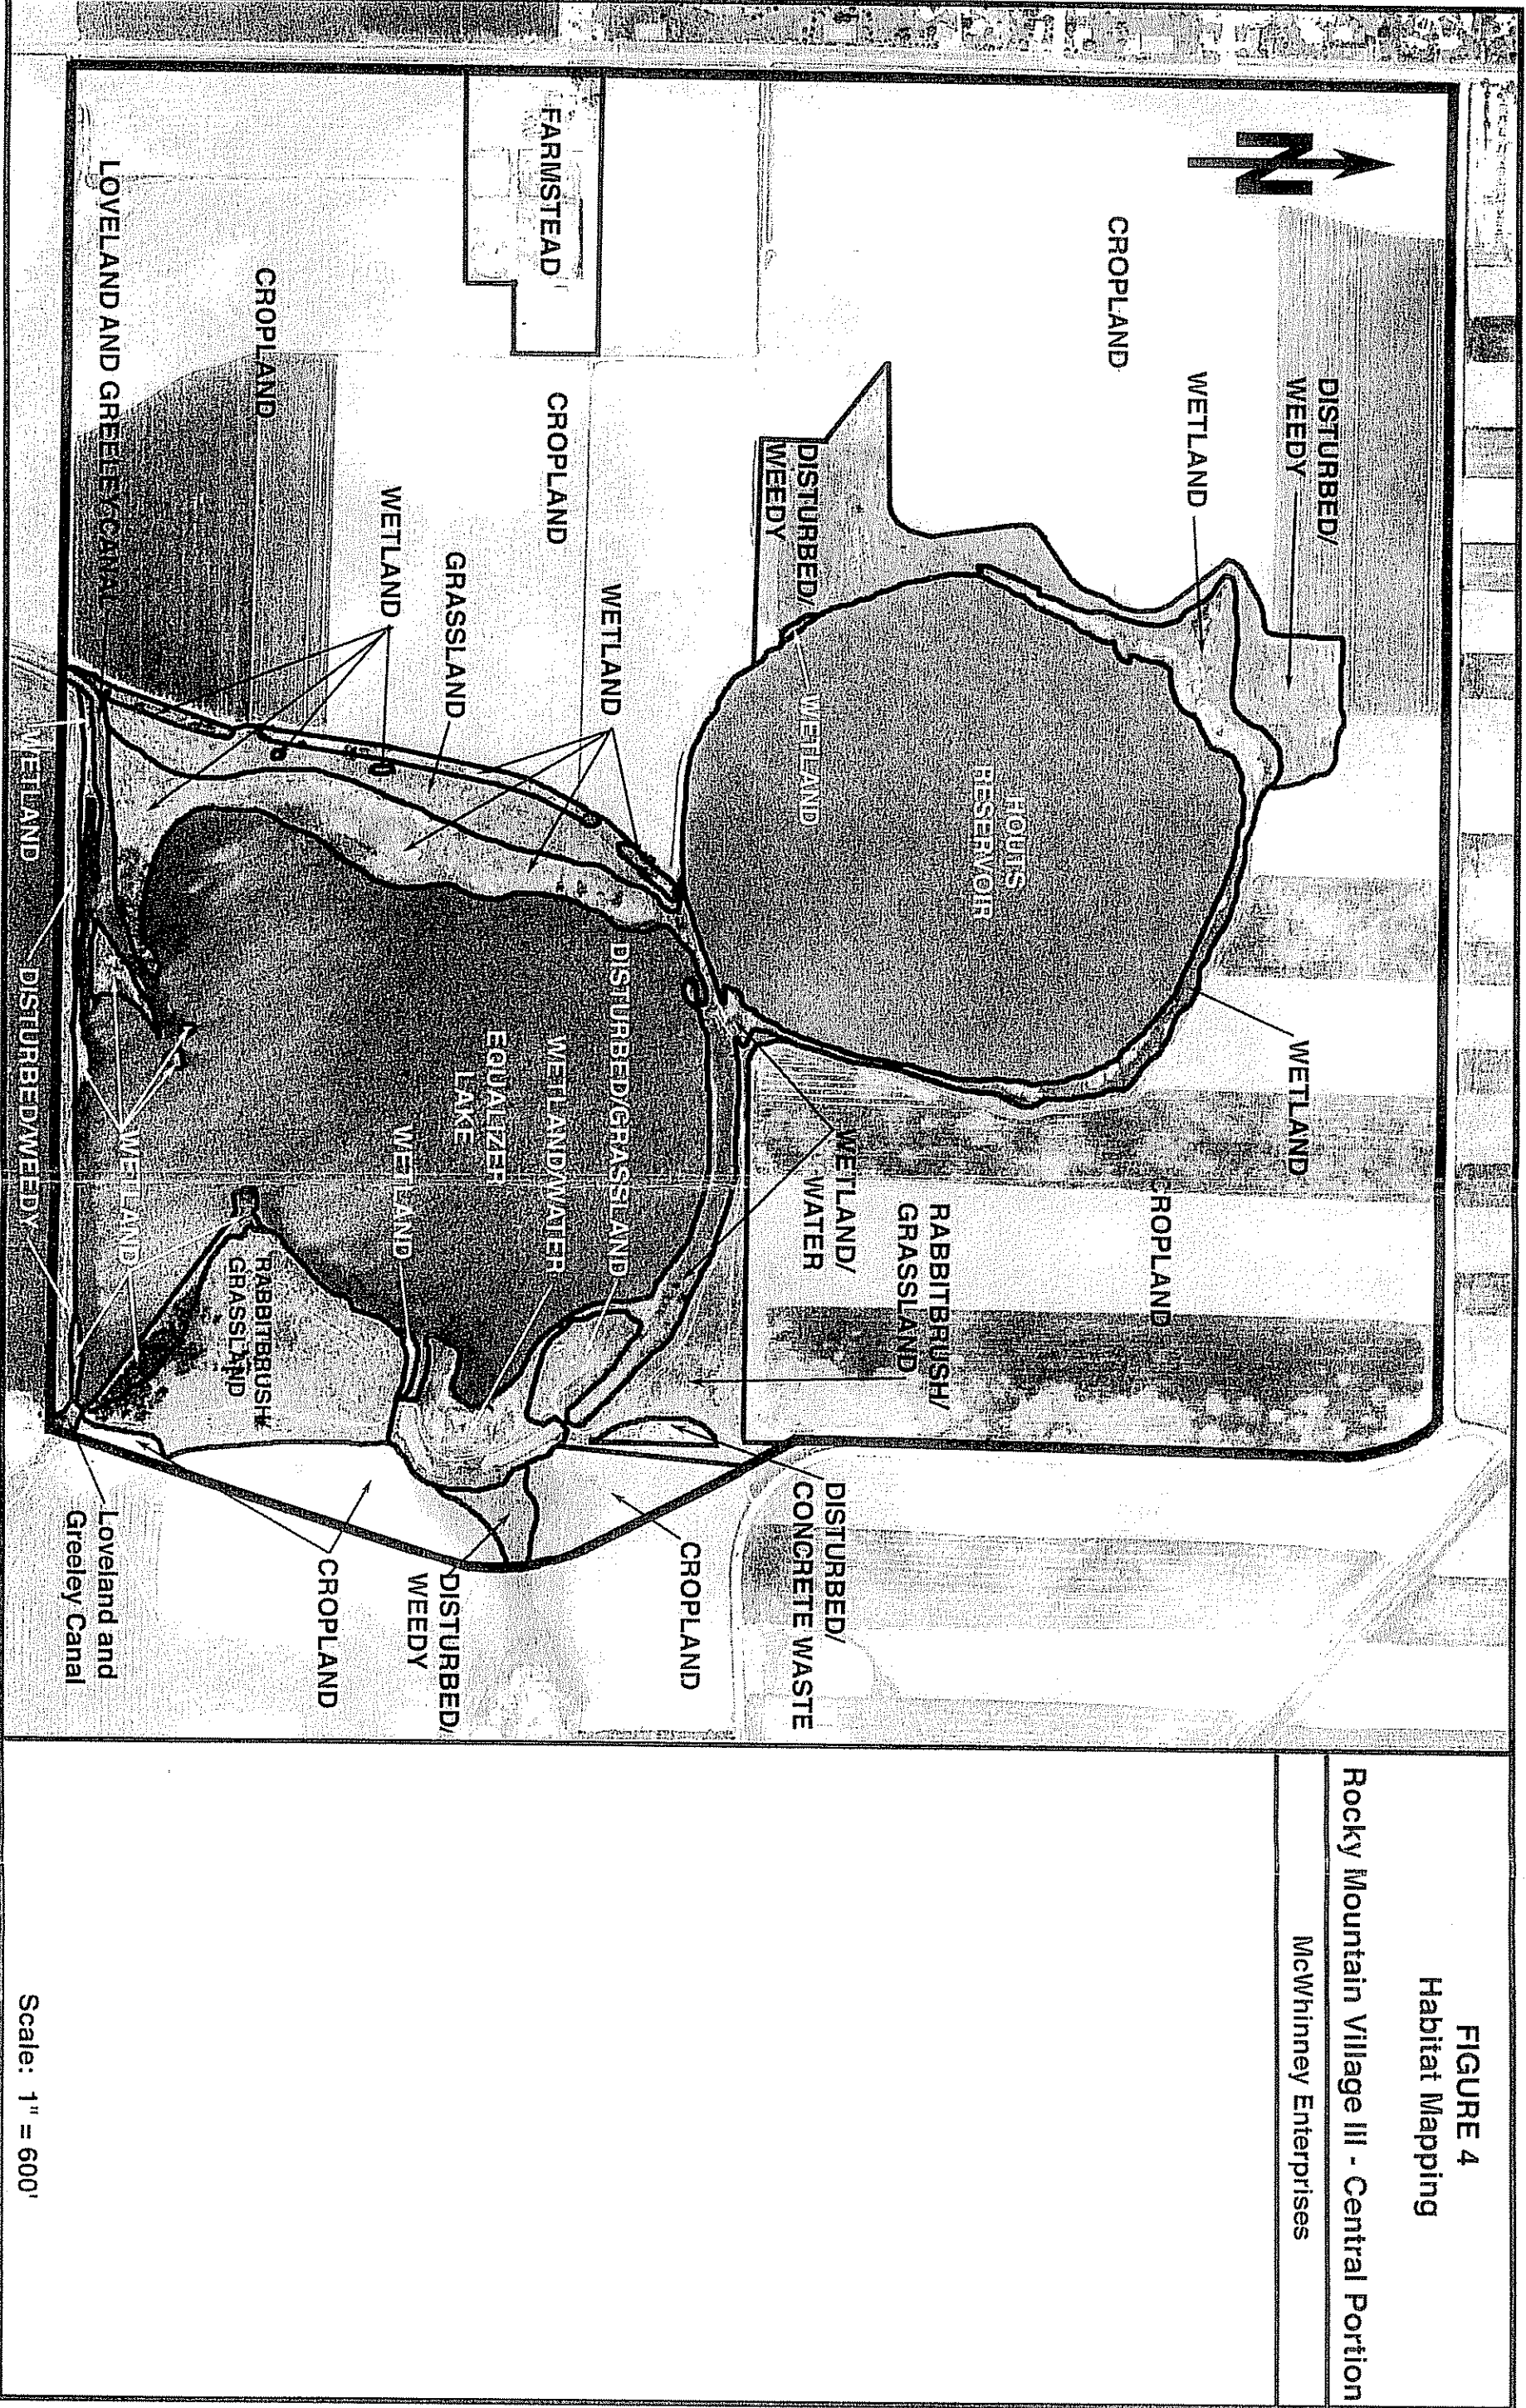 FIGURE 4
Habitat Mapping
Rocky Mountain Village III - Central Portion
McWhinney Enterprises
Scale: 1" = 600'
N
DISTURBED/
WEEDY
WETLAND
CROPLAND
WETLAND
CROPLAND
HOUTS
RESERVOIR
RABBITBRUSH/
GRASSLAND
WETLAND/
WATER
DISTURBED/
WEEDY
WETLAND
DISTURBED/
CONCRETE WASTE
FARMSTEAD
CROPLAND
WETLAND
DISTURBED/GRASSLAND
WETLAND/WATER
EQUALIZER
LAKE
WETLAND
CROPLAND
GRASSLAND
WETLAND
DISTURBED/
WEEDY
CROPLAND
CROPLAND
RABBITBRUSH/
GRASSLAND
LOVELAND AND GREELEY CANAL
WETLAND
Loveland and
Greeley Canal
WETLAND
DISTURBED/WEEDY